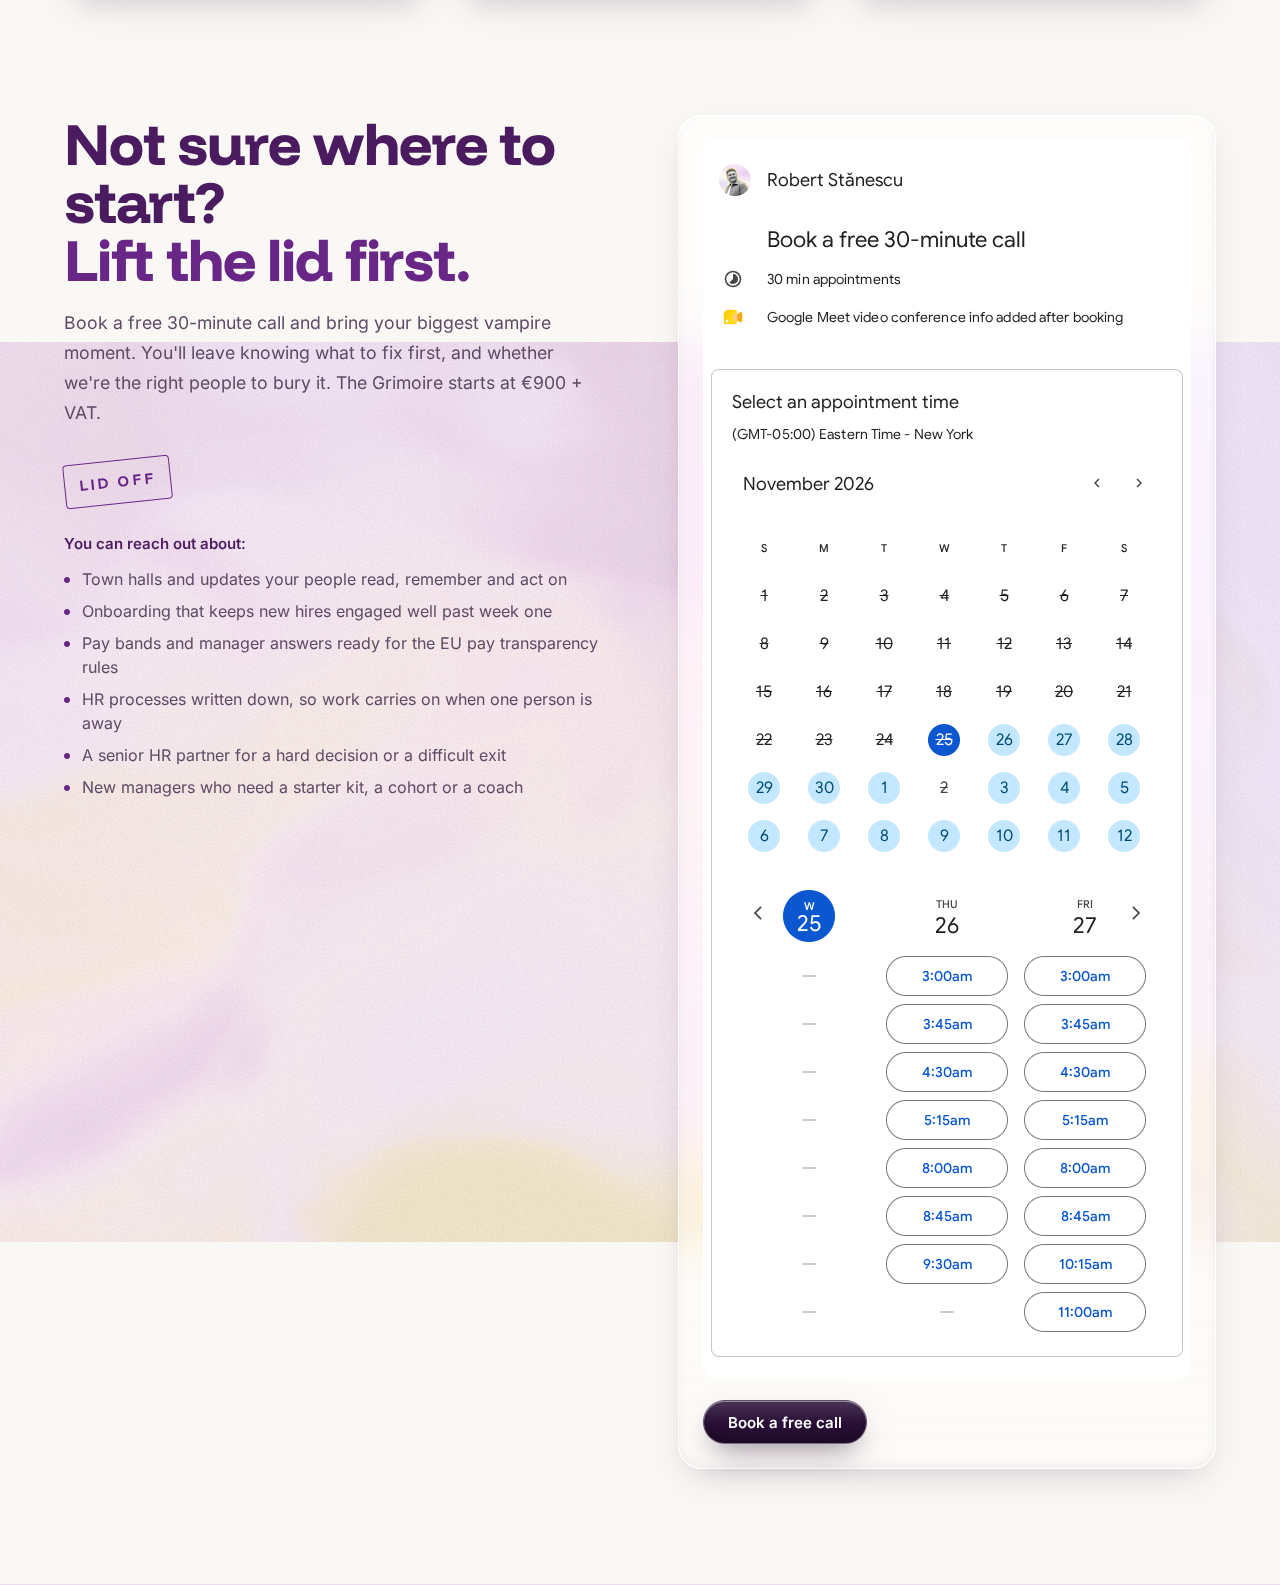 Not sure where to
start?
Lift the lid first.
Book a free 30-minute call and bring your biggest vampire
moment. You'll leave knowing what to fix first, and whether
we're the right people to bury it. The Grimoire starts at €900 +
VAT.
LID OFF
You can reach out about:
Town halls and updates your people read, remember and act on
Onboarding that keeps new hires engaged well past week one
Pay bands and manager answers ready for the EU pay transparency
rules
HR processes written down, so work carries on when one person is
away
A senior HR partner for a hard decision or a difficult exit
New managers who need a starter kit, a cohort or a coach
Robert Stănescu
Book a free 30-minute call
30 min appointments
Google Meet video conference info added after booking
Select an appointment time
(GMT-05:00) Eastern Time - New York
November 2026
S M T W T F S
1 2 3 4 5 6 7
8 9 10 11 12 13 14
15 16 17 18 19 20 21
22 23 24 25 26 27 28
29 30 1 2 3 4 5
6 7 8 9 10 11 12
W THU FRI
25 26 27
— 3:00am 3:00am
— 3:45am 3:45am
— 4:30am 4:30am
— 5:15am 5:15am
— 8:00am 8:00am
— 8:45am 8:45am
— 9:30am 10:15am
— — 11:00am
Book a free call